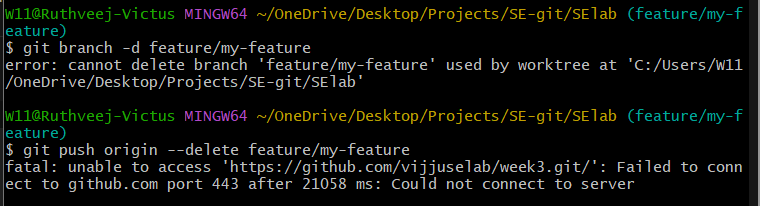 W11@Ruthveej-Victus MINGW64 ~/OneDrive/Desktop/Projects/SE-git/SElab (feature/my-f
eature)
$ git branch -d feature/my-feature
error: cannot delete branch 'feature/my-feature' used by worktree at 'C:/Users/W11
/OneDrive/Desktop/Projects/SE-git/SElab'
W11@Ruthveej-Victus MINGW64 ~/OneDrive/Desktop/Projects/SE-git/SElab (feature/my-f
eature)
$ git push origin --delete feature/my-feature
fatal: unable to access 'https://github.com/vijjuselab/week3.git/': Failed to conn
ect to github.com port 443 after 21058 ms: Could not connect to server